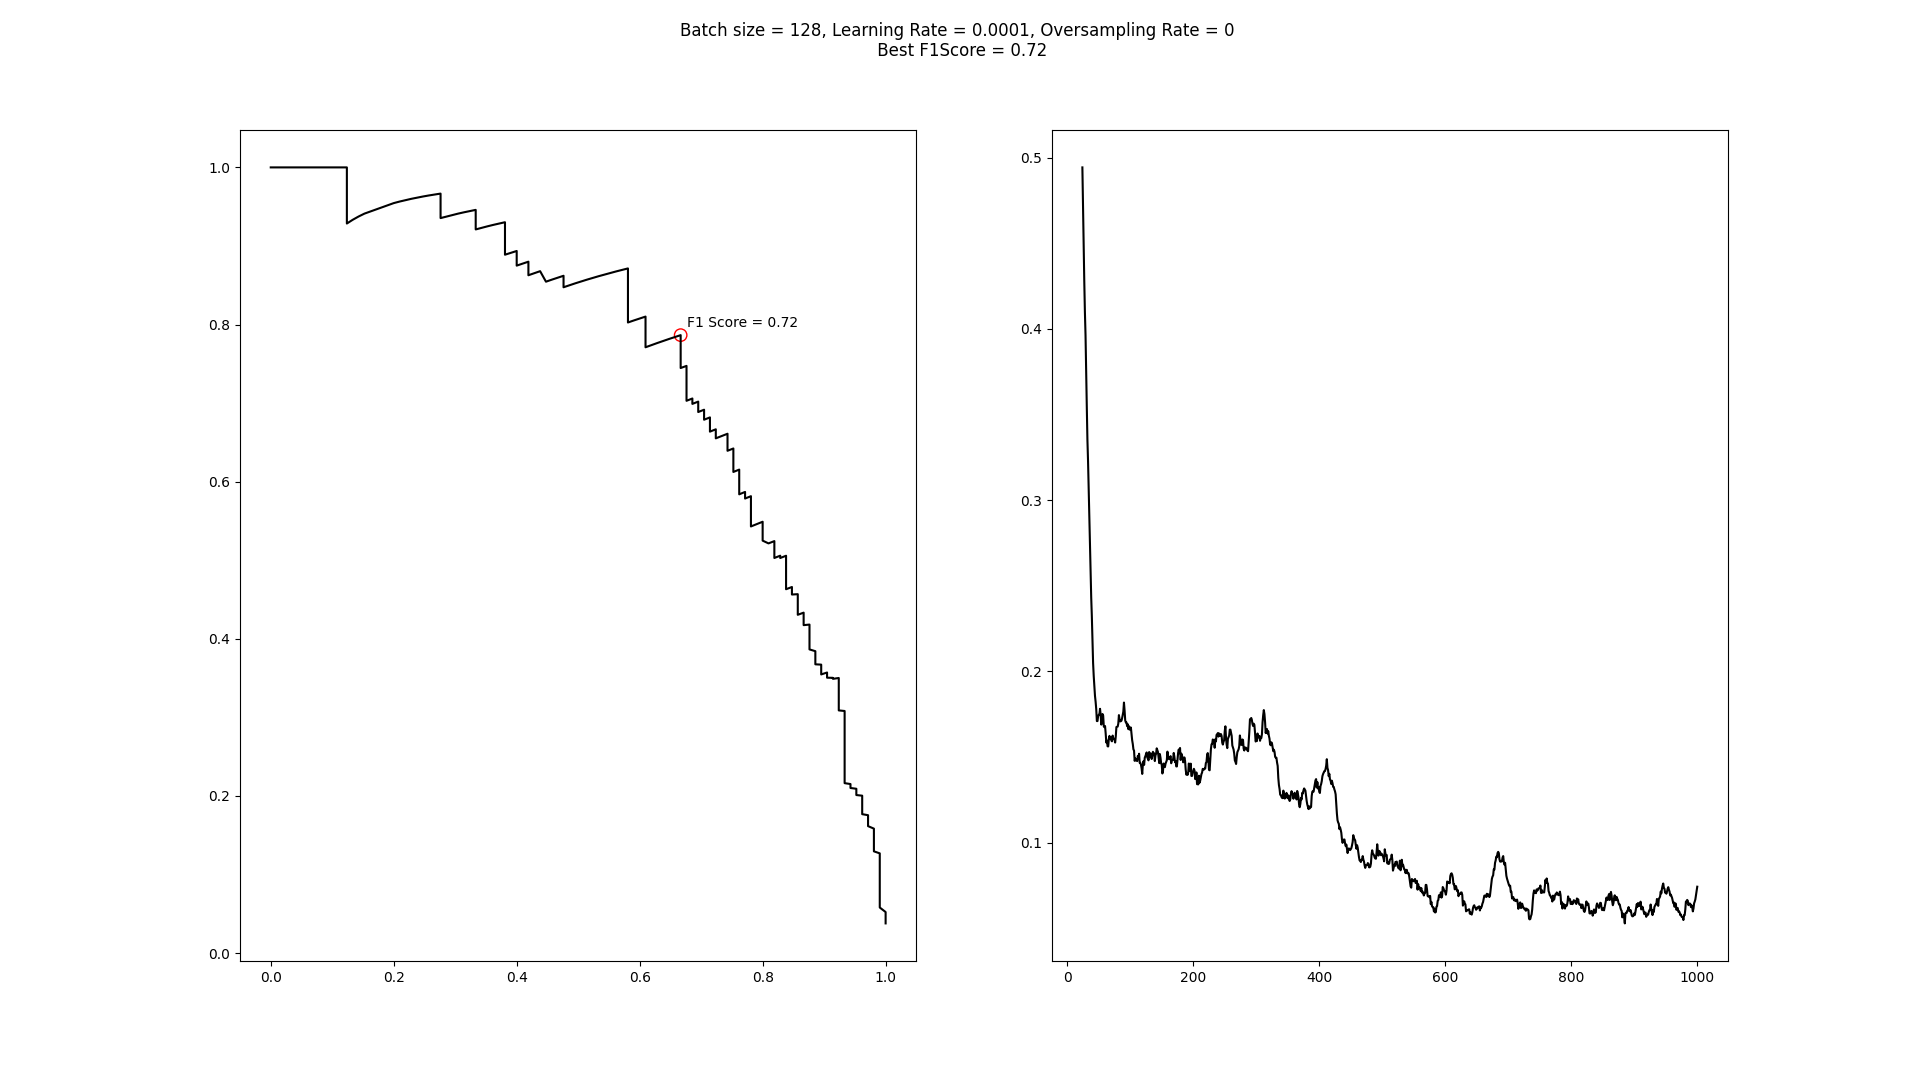 Batch size = 128, Learning Rate = 0.0001, Oversampling Rate = 0
Best F1Score = 0.72
1.0
0.8
0.6
0.4
0.2
0.0
F1 Score = 0.72
0.0 0.2 0.4 0.6 0.8 1.0
0.5
0.4
0.3
0.2
0.1
0 200 400 600 800 1000